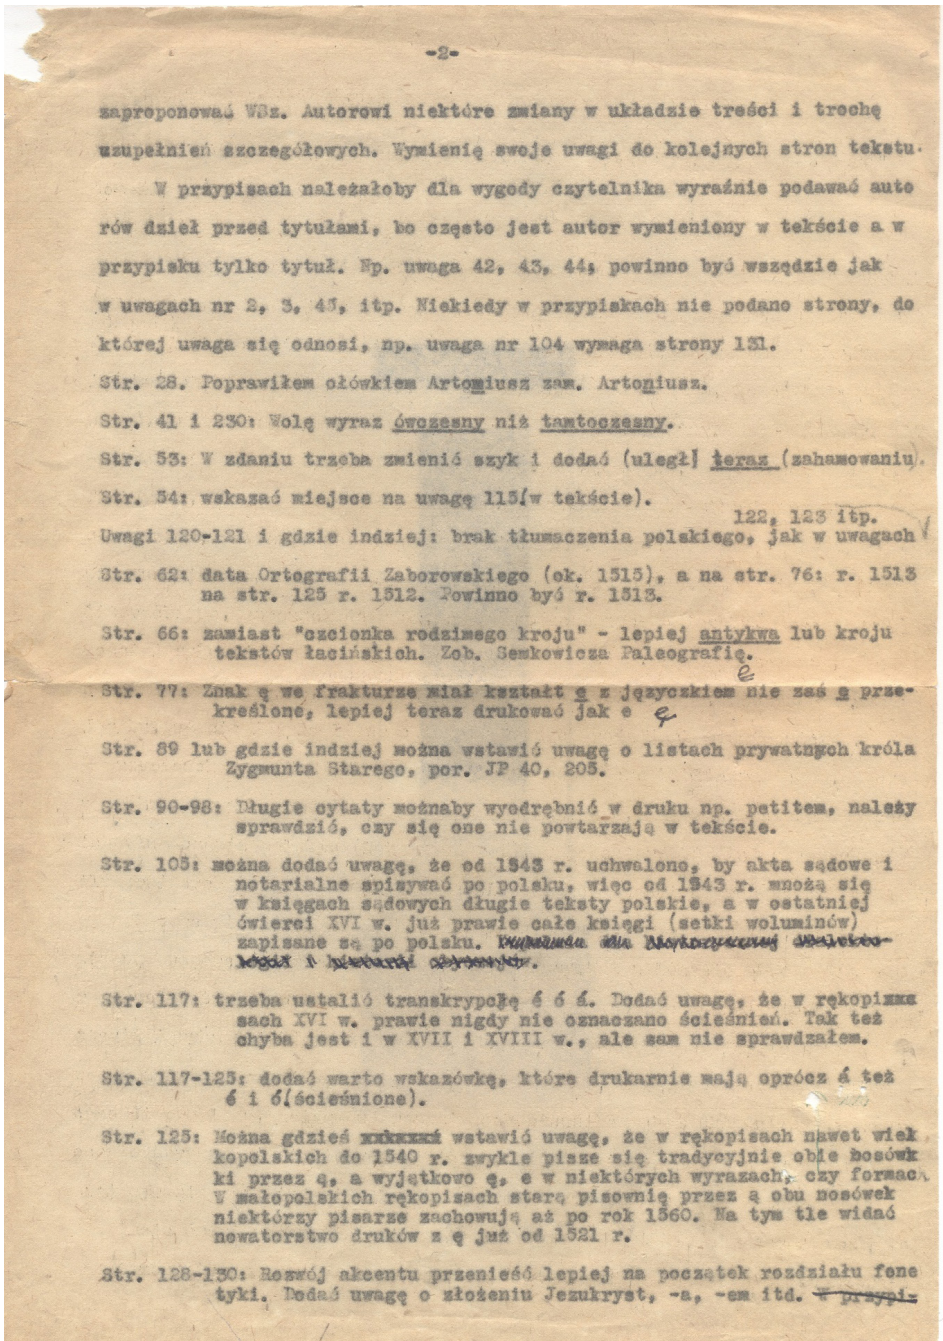 -2-
zaproponować WSz. Autorowi niektóre zmiany w układzie treści i trochę
uzupełnień szczegółowych. Wymienię swoje uwagi do kolejnych stron tekstu.
W przypisach należałoby dla wygody czytelnika wyraźnie podawać auto
rów dzieł przed tytułami, bo często jest autor wymieniony w tekście a w
przypisku tylko tytuł. Np. uwaga 42, 43, 44, powinno być wszędzie jak
w uwagach nr 2, 3, 45, itp. Niekiedy w przypiskach nie podano strony, do
której uwaga się odnosi, np. uwaga nr 104 wymaga strony 131.
Str. 28. Poprawiłem ołówkiem Artomiusz zam. Artoniusz.
Str. 41 i 230: Wolę wyraz ówczesny niż tamtoczesny.
Str. 53: W zdaniu trzeba zmienić szyk i dodać (uległ) teraz (zahamowaniu).
Str. 54: wskazać miejsce na uwagę 115(w tekście).
122, 123 itp.
Uwagi 120-121 i gdzie indziej: brak tłumaczenia polskiego, jak w uwagach
Str. 62: data Ortografii Zaborowskiego (ok. 1515), a na str. 76: r. 1513
na str. 125 r. 1512. Powinno być r. 1513.
Str. 66: zamiast "czcionka rodzimego kroju" - lepiej antykwa lub kroju
tekstów łacińskich. Zob. Semkowicza Paleografię.
Str. 77: Znak ę we frakturze miał kształt e z języczkiem nie zaś e prze-
kreślone, lepiej teraz drukować jak e ę
Str. 89 lub gdzie indziej można wstawić uwagę o listach prywatnych króla
Zygmunta Starego, por. JP 40, 205.
Str. 90-98: Długie cytaty możnaby wyodrębnić w druku np. petitem, należy
sprawdzić, czy się one nie powtarzają w tekście.
Str. 105: można dodać uwagę, że od 1543 r. uchwalono, by akta sądowe i
notarialne spisywać po polsku, więc od 1543 r. mnożą się
w księgach sądowych długie teksty polskie, a w ostatniej
ćwierci XVI w. już prawie całe księgi (setki woluminów)
zapisane są po polsku.
Str. 117: trzeba ustalić transkrypcję é ó á. Dodać uwagę, że w rękopixxx
sach XVI w. prawie nigdy nie oznaczano ścieśnień. Tak też
chyba jest i w XVII i XVIII w., ale sam nie sprawdzałem.
Str. 117-125: dodać warto wskazówkę, które drukarnie mają oprócz á też
é i ó(ścieśnione).
Str. 125: Można gdzieś xxxxxxx wstawić uwagę, że w rękopisach nawet wiel
kopolskich do 1540 r. zwykle pisze się tradycyjnie obie nosówk
ki przez ą, a wyjątkowo ę, e w niektórych wyrazach, czy formac
W małopolskich rękopisach starą pisownię przez ą obu nosówek
niektórzy pisarze zachowują aż po rok 1560. Na tym tle widać
nowatorstwo druków z ę już od 1521 r.
Str. 128-130: Rozwój akcentu przenieść lepiej na początek rozdziału fone
tyki. Dodać uwagę o złożeniu Jezukryst, -a, -em itd. W przypi-